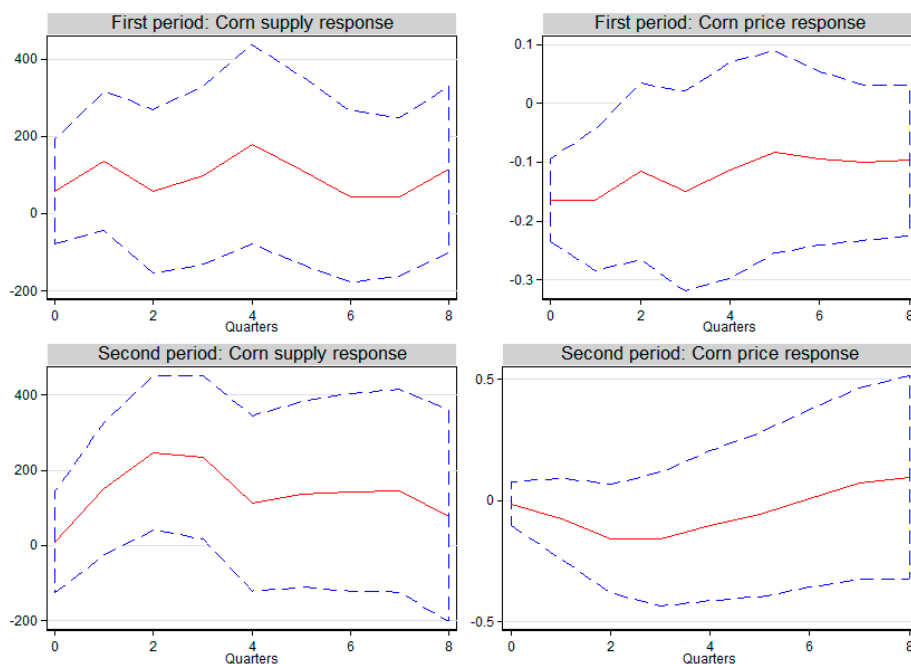 First period: Corn supply response
400
200
0
-200
0 2 4 6 8
Quarters
First period: Corn price response
0.1
0
-0.1
-0.2
-0.3
0 2 4 6 8
Quarters
Second period: Corn supply response
400
200
0
-200
0 2 4 6 8
Quarters
Second period: Corn price response
0.5
0
-0.5
0 2 4 6 8
Quarters